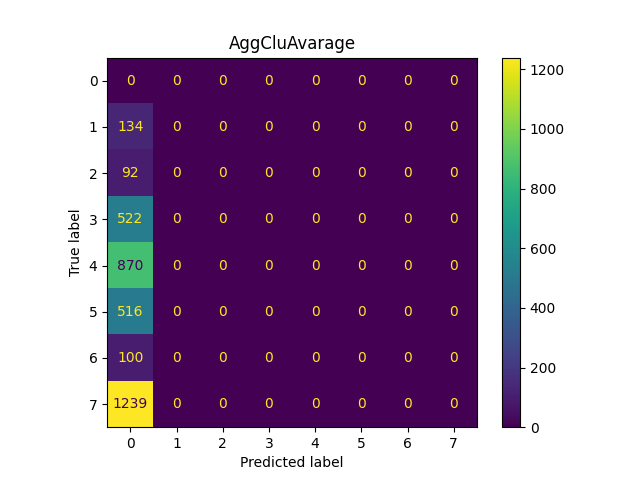 AggCluAvarage
0 0 0 0 0 0 0 0 0
1 134 0 0 0 0 0 0 0
2 92 0 0 0 0 0 0 0
3 522 0 0 0 0 0 0 0
4 870 0 0 0 0 0 0 0
5 516 0 0 0 0 0 0 0
6 100 0 0 0 0 0 0 0
7 1239 0 0 0 0 0 0 0
0 1 2 3 4 5 6 7
True label
Predicted label
1200
1000
800
600
400
200
0